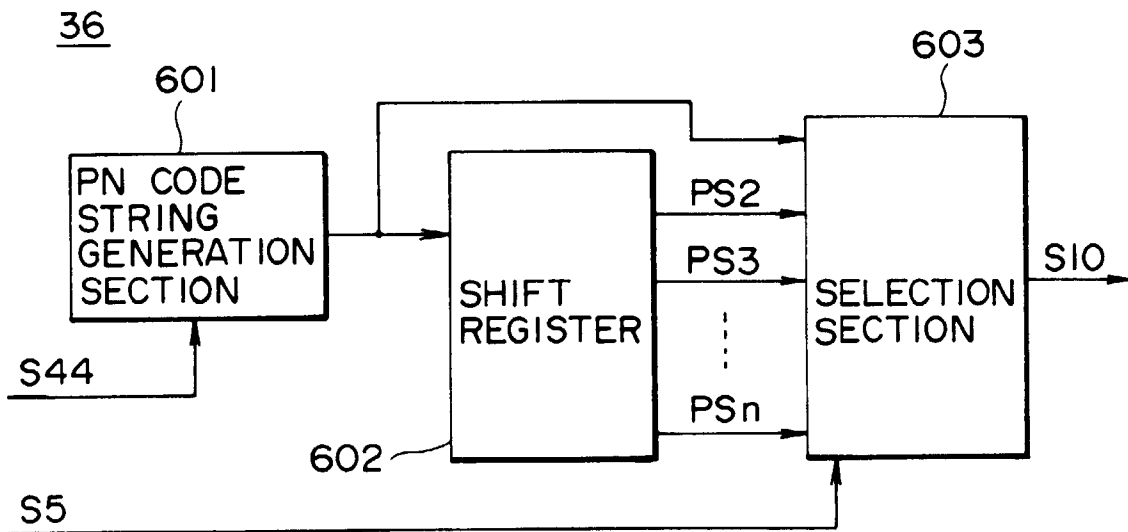 36
601
603
PN CODE
STRING
GENERATION
SECTION
PS2
PS3
S10
SHIFT
REGISTER
SELECTION
SECTION
S44
PSn
602
S5